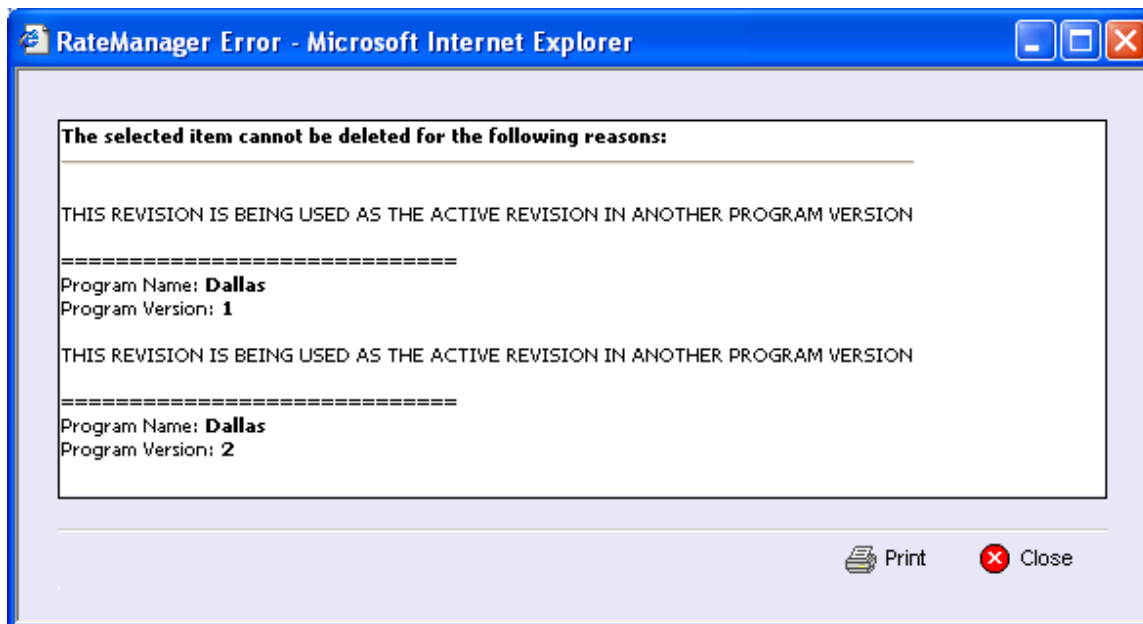 RateManager Error - Microsoft Internet Explorer
The selected item cannot be deleted for the following reasons:
THIS REVISION IS BEING USED AS THE ACTIVE REVISION IN ANOTHER PROGRAM VERSION
=============================
Program Name: Dallas
Program Version: 1
THIS REVISION IS BEING USED AS THE ACTIVE REVISION IN ANOTHER PROGRAM VERSION
=============================
Program Name: Dallas
Program Version: 2
Print Close